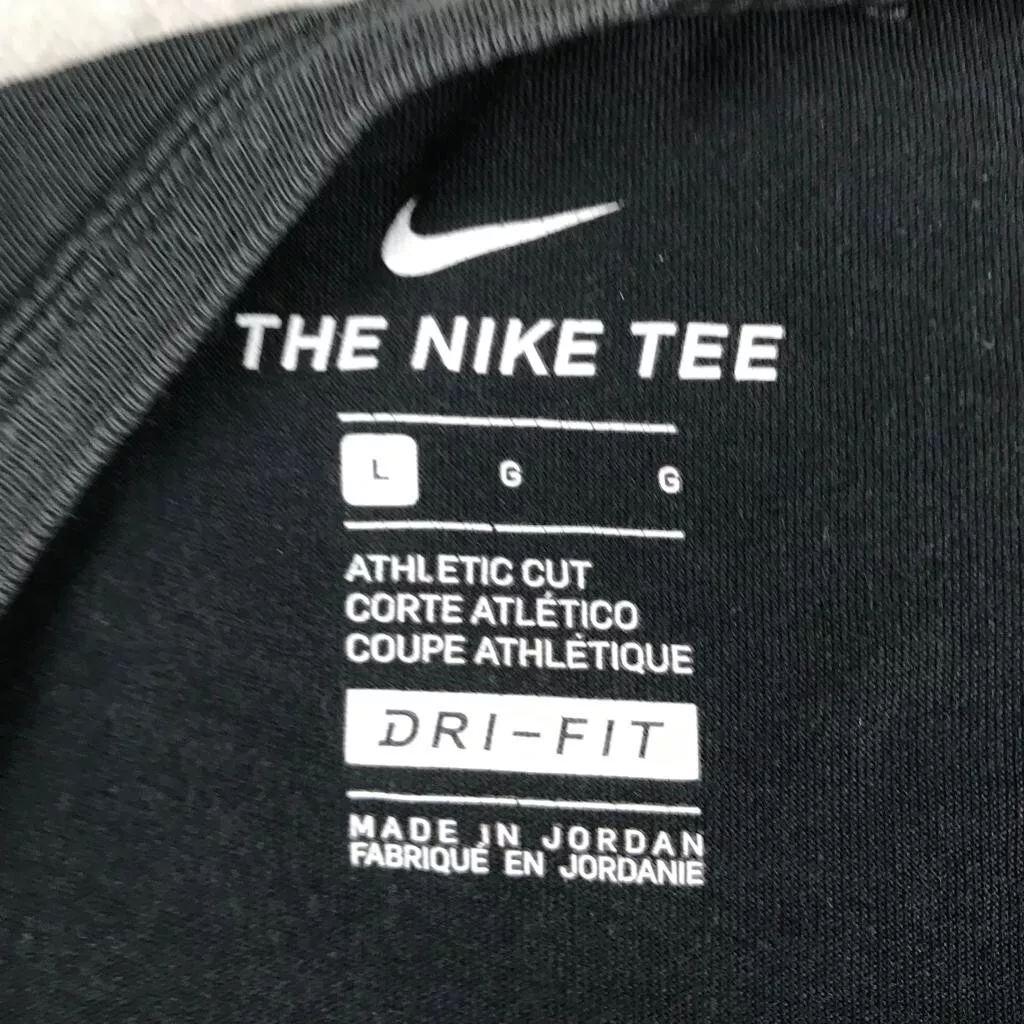 THE NIKE TEE
L G G
ATHLETIC CUT
CORTE ATLÉTICO
COUPE ATHLÉTIQUE
DRI-FIT
MADE IN JORDAN
FABRIQUÉ EN JORDANIE